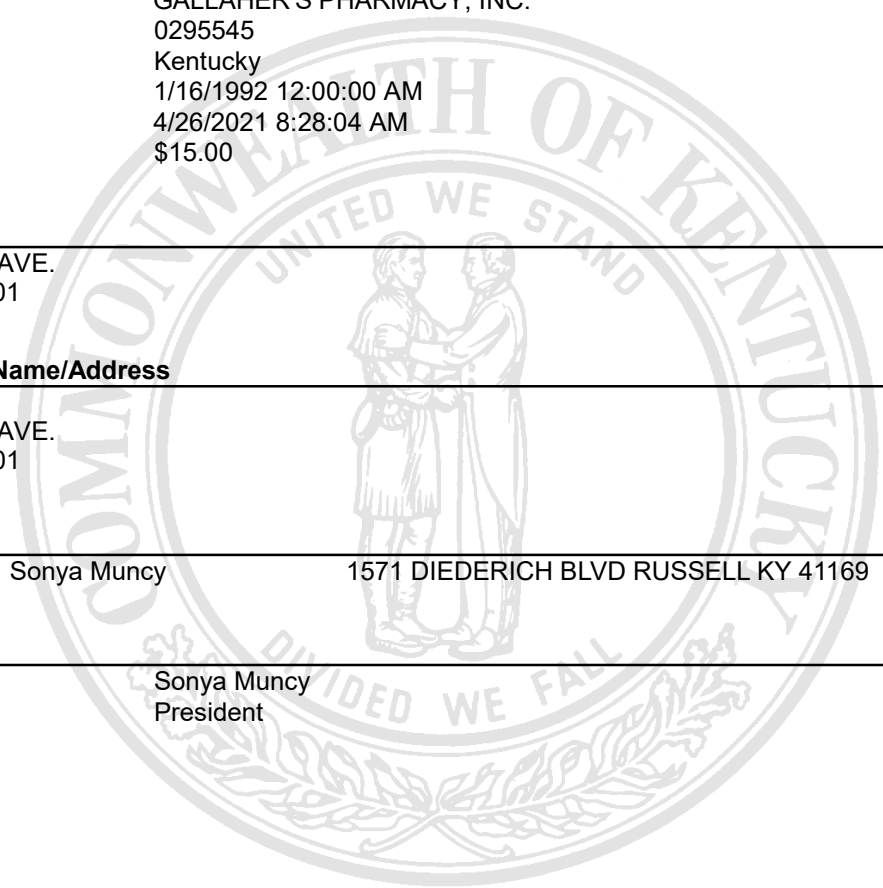 GALLAHER'S PHARMACY, INC.
0295545
Kentucky
1/16/1992 12:00:00 AM
4/26/2021 8:28:04 AM
$15.00
COMMONWEALTH OF KENTUCKY
UNITED WE STAND
AVE.
01
Name/Address
AVE.
01
Sonya Muncy 1571 DIEDERICH BLVD RUSSELL KY 41169
Sonya Muncy
President
DIVIDED WE FALL